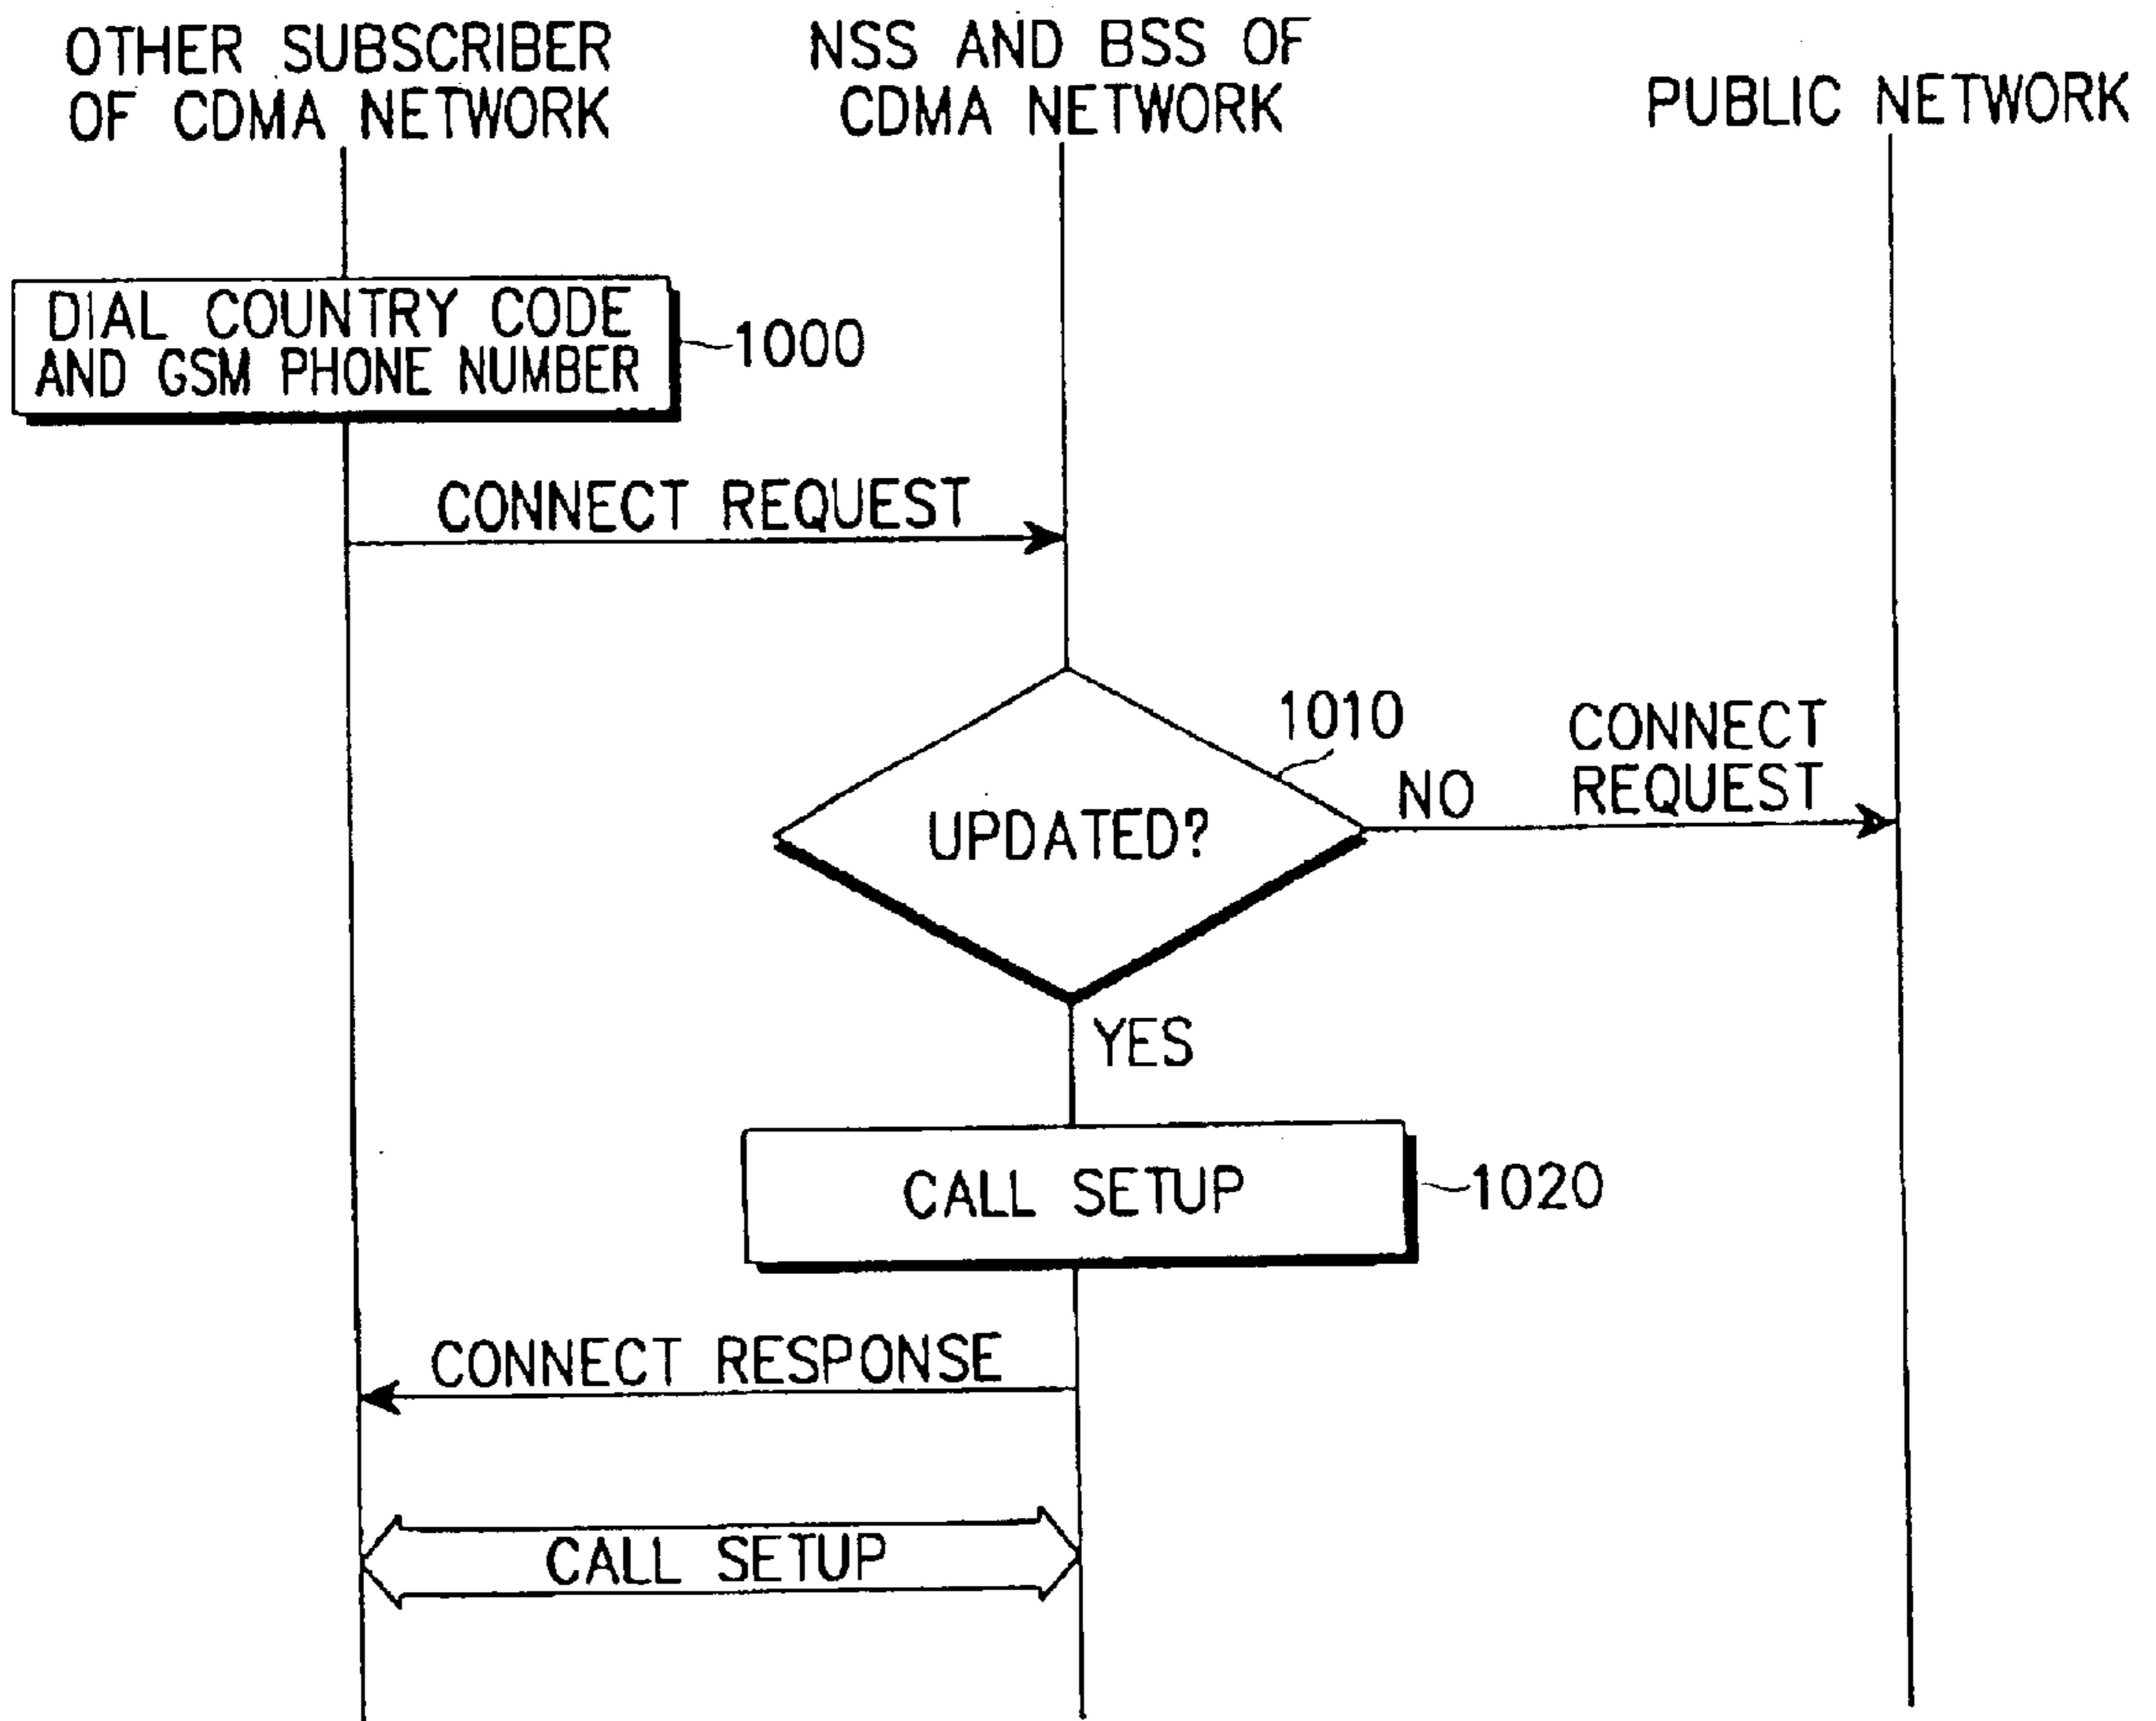 OTHER SUBSCRIBER
OF CDMA NETWORK
NSS AND BSS OF
CDMA NETWORK
PUBLIC NETWORK
DIAL COUNTRY CODE
AND GSM PHONE NUMBER
1000
CONNECT REQUEST
1010
UPDATED?
NO
CONNECT
REQUEST
YES
CALL SETUP
1020
CONNECT RESPONSE
CALL SETUP